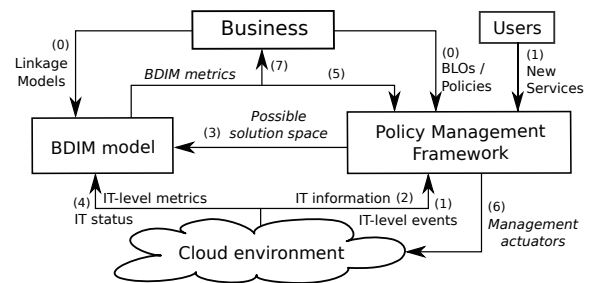 Business
Users
(0)
Linkage
Models
BDIM metrics
(7)
(5)
(0)
BLOs /
Policies
(1)
New
Services
BDIM model
Possible
solution space
(3)
Policy Management
Framework
(4)
IT-level metrics
IT status
IT information (2)
(1)
IT-level events
(6)
Management
actuators
Cloud environment